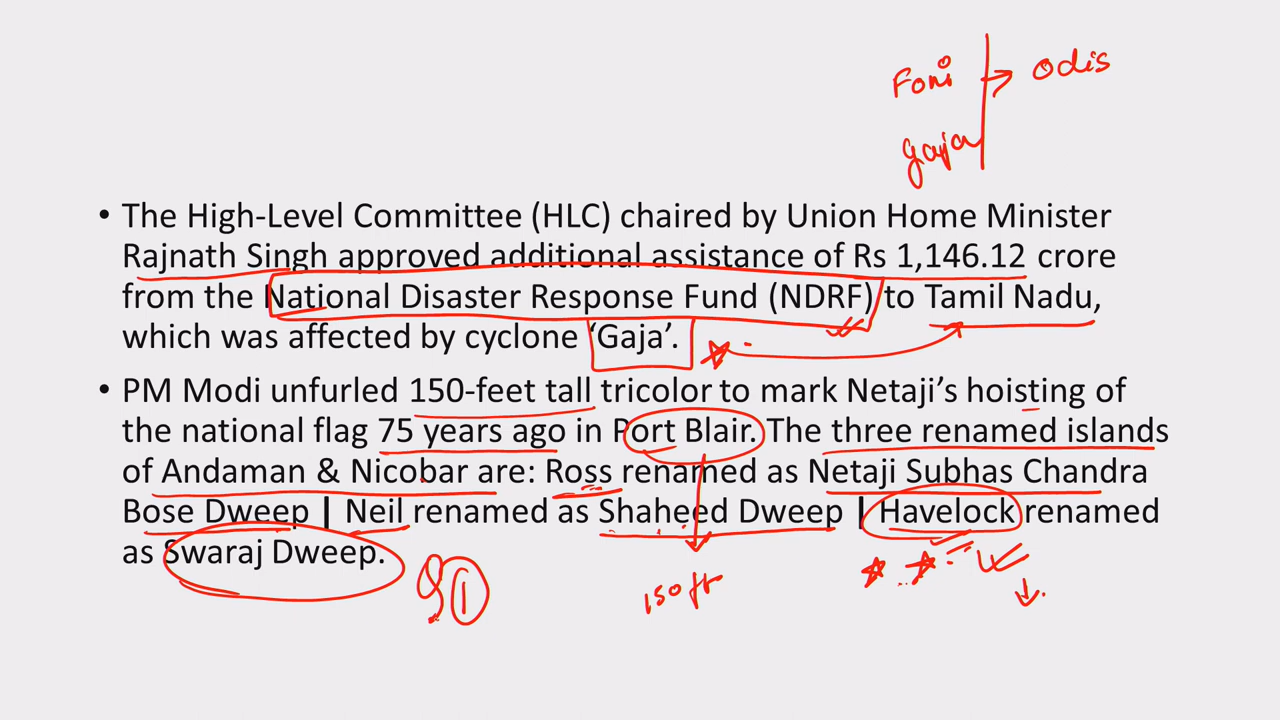 Foni → odis
gaja
• The High-Level Committee (HLC) chaired by Union Home Minister
Rajnath Singh approved additional assistance of Rs 1,146.12 crore
from the National Disaster Response Fund (NDRF) to Tamil Nadu,
which was affected by cyclone ‘Gaja’.
• PM Modi unfurled 150-feet tall tricolor to mark Netaji’s hoisting of
the national flag 75 years ago in Port Blair. The three renamed islands
of Andaman & Nicobar are: Ross renamed as Netaji Subhas Chandra
Bose Dweep | Neil renamed as Shaheed Dweep | Havelock renamed
as Swaraj Dweep.
150 ft